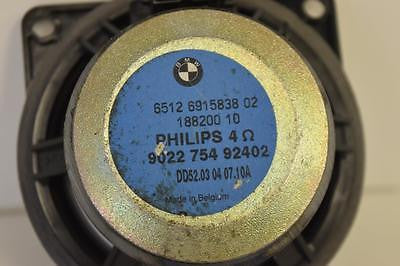 BMW
6512 6915838 02
188200 10
PHILIPS 4 Ω
9022 754 92402
DD52.03 04 07.10A
Made in Belgium